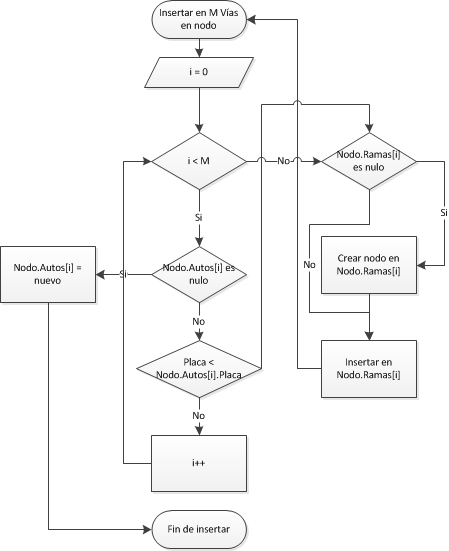 Insertar en M Vías
en nodo
i = 0
i < M
No
Nodo.Ramas[i]
es nulo
Si
Si
Nodo.Autos[i] es
nulo
Si
Nodo.Autos[i] =
nuevo
No
Crear nodo en
Nodo.Ramas[i]
No
Placa <
Nodo.Autos[i].Placa
Insertar en
Nodo.Ramas[i]
No
i++
Fin de insertar